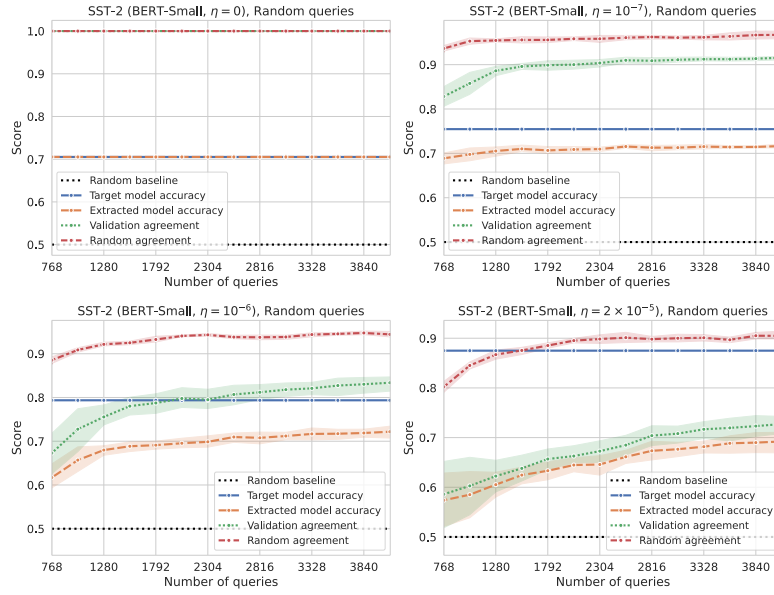 SST-2 (BERT-Small, η = 0), Random queries
1.0
0.9
0.8
0.7
0.6
0.5
Score
Random baseline
Target model accuracy
Extracted model accuracy
Validation agreement
Random agreement
768 1280 1792 2304 2816 3328 3840
Number of queries
SST-2 (BERT-Small, η = 10⁻⁷), Random queries
0.9
0.8
0.7
0.6
0.5
Score
Random baseline
Target model accuracy
Extracted model accuracy
Validation agreement
Random agreement
768 1280 1792 2304 2816 3328 3840
Number of queries
SST-2 (BERT-Small, η = 10⁻⁶), Random queries
0.9
0.8
0.7
0.6
0.5
Score
Random baseline
Target model accuracy
Extracted model accuracy
Validation agreement
Random agreement
768 1280 1792 2304 2816 3328 3840
Number of queries
SST-2 (BERT-Small, η = 2 × 10⁻⁵), Random queries
0.9
0.8
0.7
0.6
0.5
Score
Random baseline
Target model accuracy
Extracted model accuracy
Validation agreement
Random agreement
768 1280 1792 2304 2816 3328 3840
Number of queries